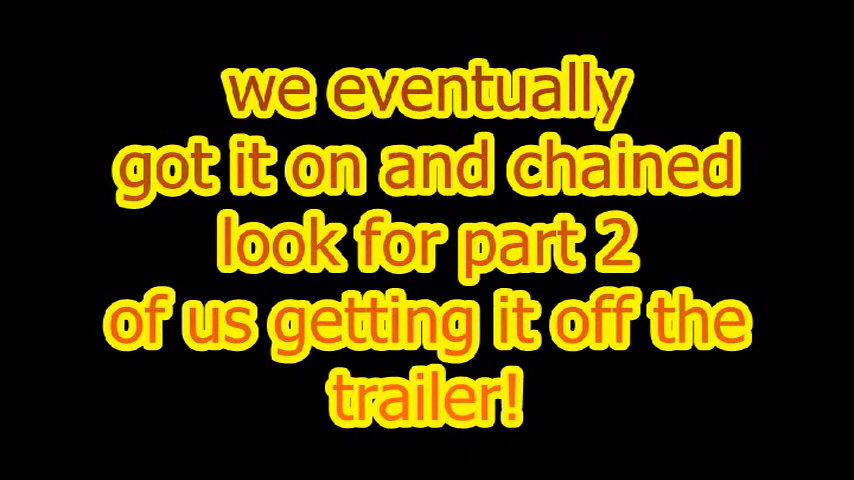 we eventually
got it on and chained
look for part 2
of us getting it off the
trailer!